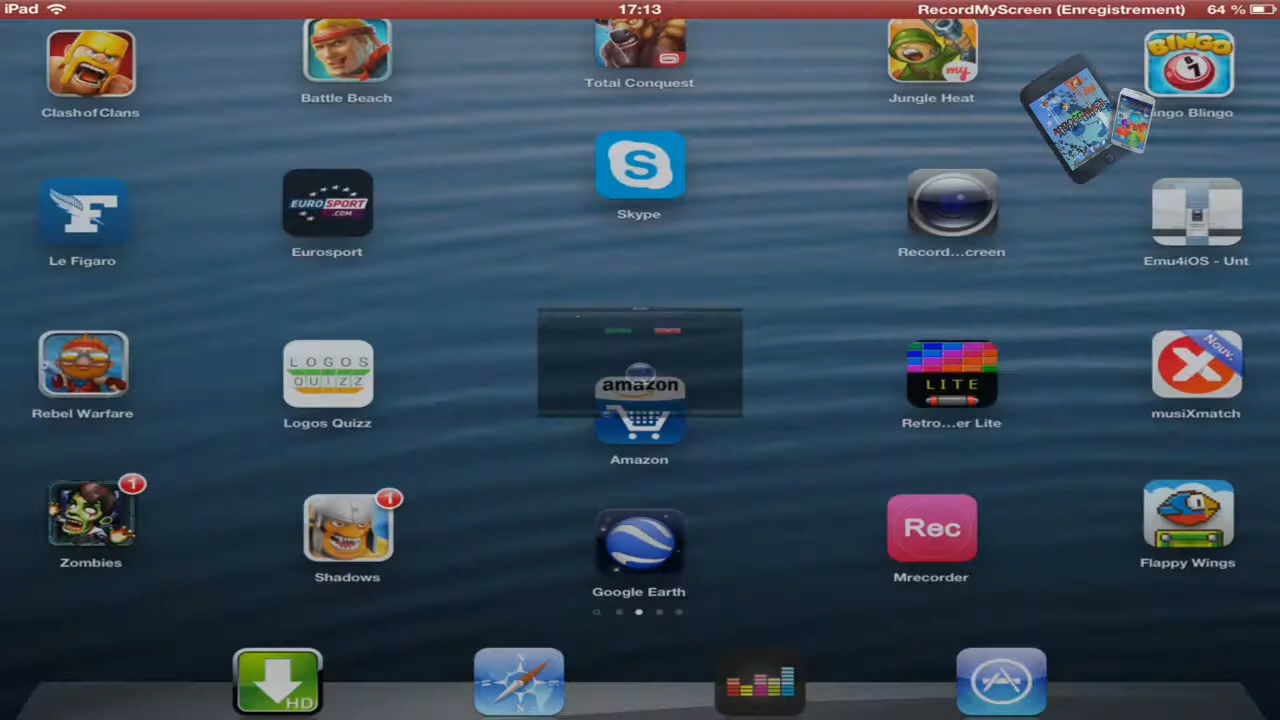 iPad 17:13 RecordMyScreen (Enregistrement) 64 %
BINGO
my
Clash of Clans Battle Beach Total Conquest Jungle Heat ngo Blingo
F S
EUROSPORT
.COM
Le Figaro Eurosport Skype Record...creen Emu4iOS - Unt
LOGOS
QUIZZ
amazon
LITE
Nouv.
Rebel Warfare Logos Quizz Amazon Retro...er Lite musiXmatch
1 1
Rec
Zombies Shadows Google Earth Mrecorder Flappy Wings
HD